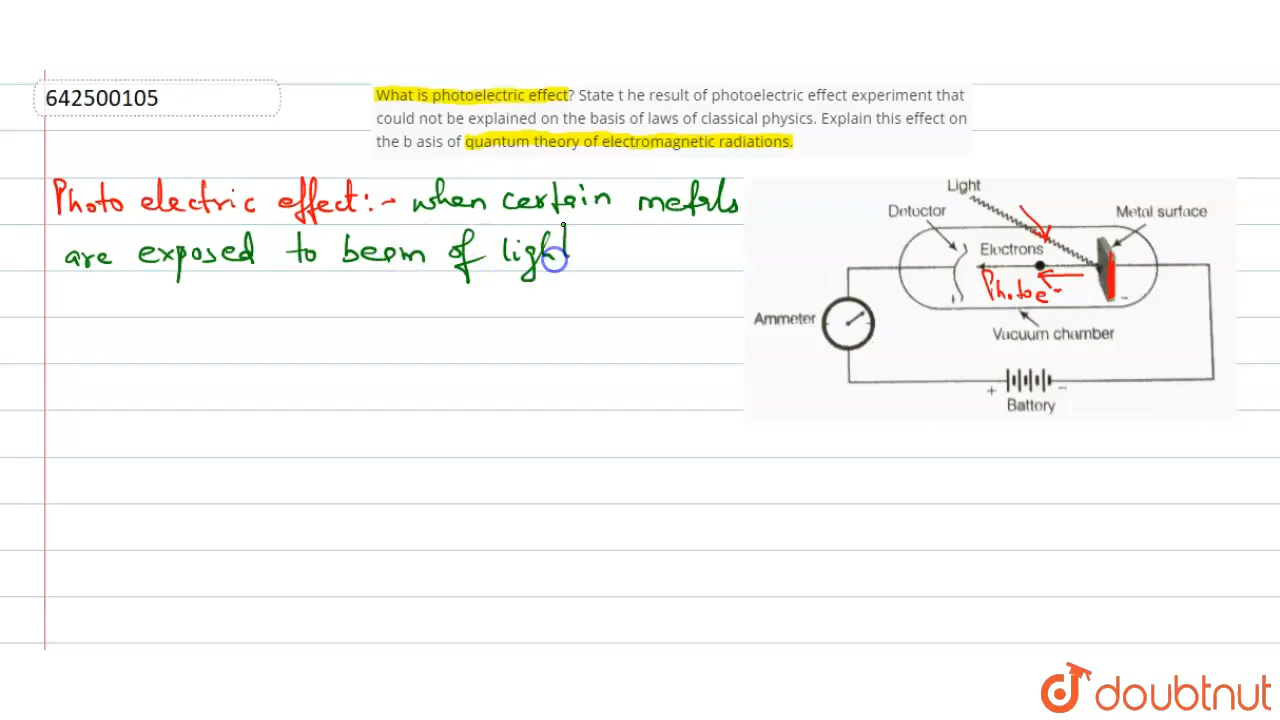 642500105
What is photoelectric effect? State t he result of photoelectric effect experiment that
could not be explained on the basis of laws of classical physics. Explain this effect on
the b asis of quantum theory of electromagnetic radiations.
Photo electric effect:- when certain metals
are exposed to beam of light
Light
Detector
Metal surface
Electrons
Photo e-
+
-
Ammeter
Vacuum chamber
+
-
Battery
doubtnut